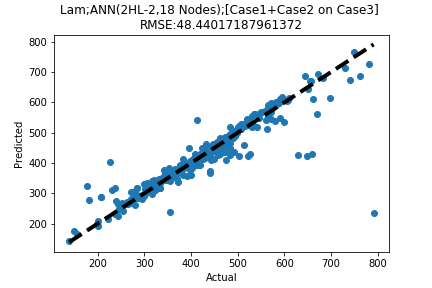 Lam;ANN(2HL-2,18 Nodes);[Case1+Case2 on Case3]
RMSE:48.44017187961372
800
700
600
500
400
300
200
Predicted
200 300 400 500 600 700 800
Actual